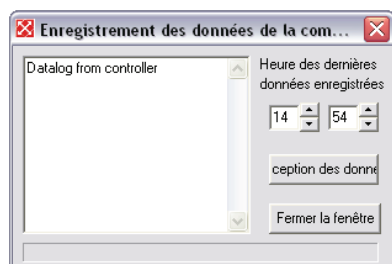 Enregistrement des données de la com...
Datalog from controller
Heure des dernières
données enregistrées
14 54
ception des donné
Fermer la fenêtre